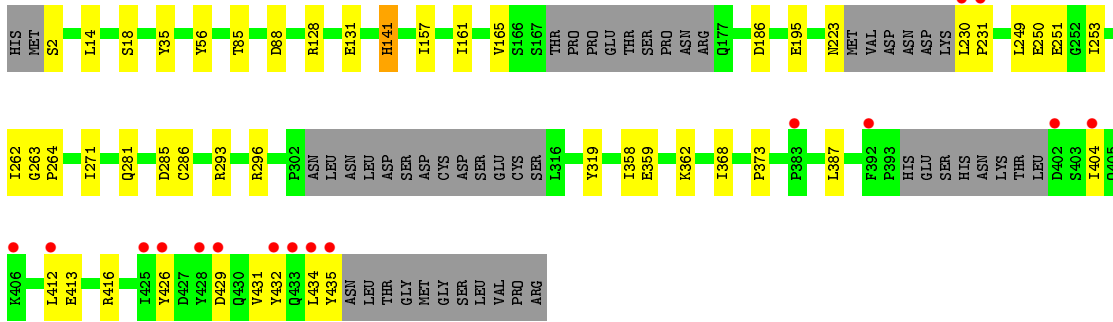 HIS MET S2 L14 S18 Y35 Y56 T85 D88 R128 E131 H141 I157 I161 V165 S166 S167 THR PRO PRO GLU THR SER PRO ASN ARG Q177 D186 E195 N223 MET VAL ASP ASN ASP LYS L230 P231 L249 E250 E251 G252 I253
I262 G263 P264 I271 Q281 D285 C286 R293 R296 P302 ASN LEU ASN LEU ASP SER ASP CYS ASP SER GLU CYS SER L316 Y319 I358 E359 K362 I368 P373 P383 L387 F392 P393 HIS GLU SER HIS ASN LYS THR LEU D402 S403 I404 Q405
K406 L412 E413 R416 I425 Y426 D427 Y428 D429 Q430 V431 Y432 Q433 L434 Y435 ASN LEU THR GLY MET GLY SER LEU VAL PRO ARG